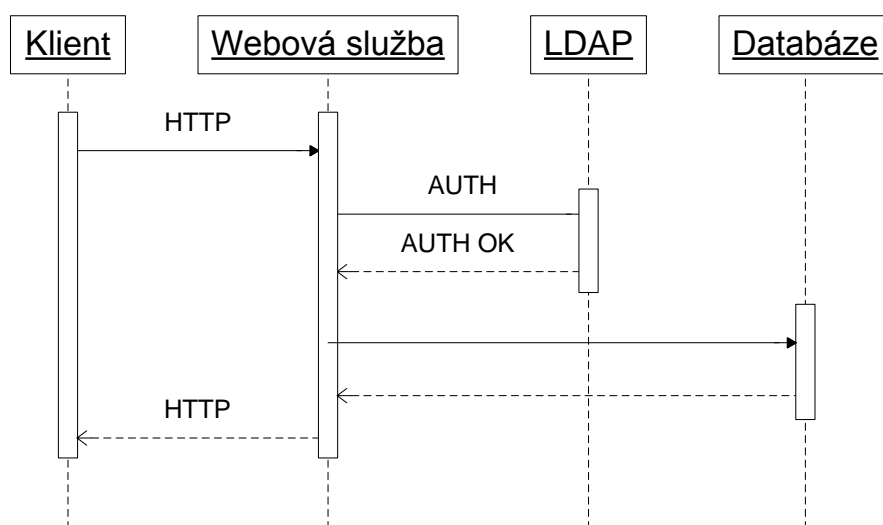 Klient
Webová služba
LDAP
Databáze
HTTP
AUTH
AUTH OK
HTTP